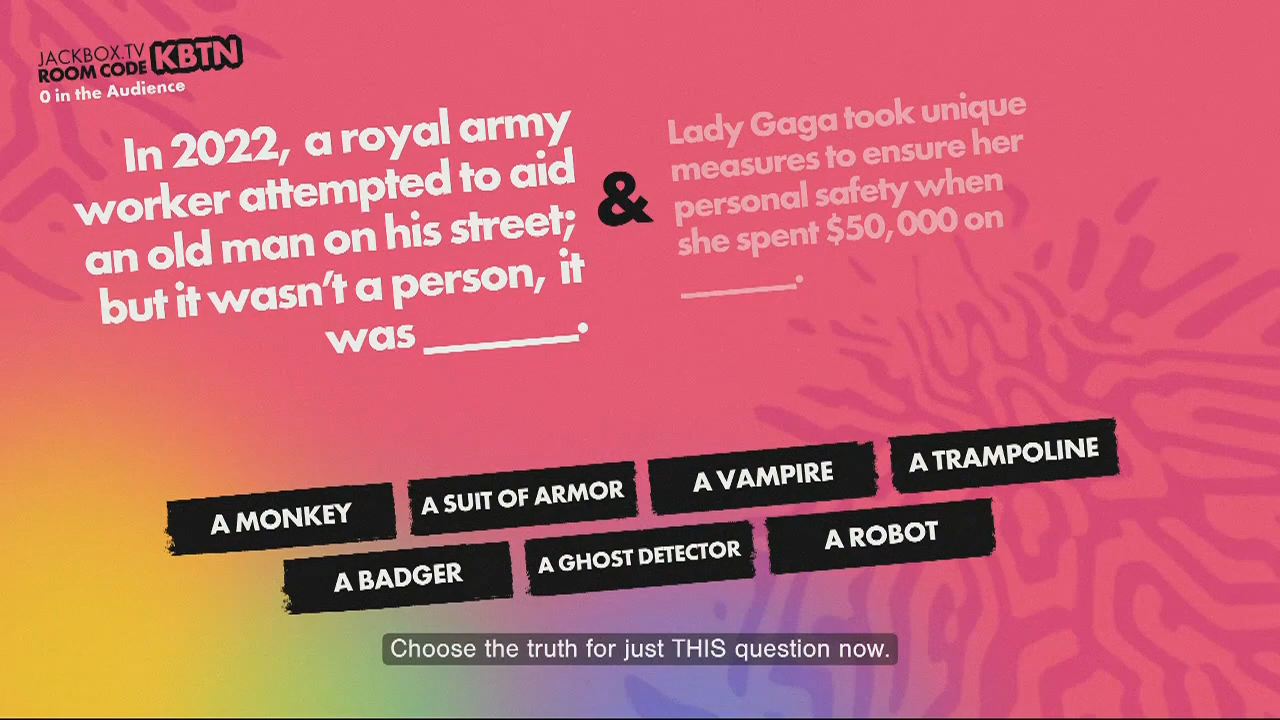 JACKBOX.TV
ROOM CODE KBTN
0 in the Audience
In 2022, a royal army
worker attempted to aid
an old man on his street;
but it wasn't a person, it
was ______.
&
Lady Gaga took unique
measures to ensure her
personal safety when
she spent $50,000 on
______.
A MONKEY
A SUIT OF ARMOR
A VAMPIRE
A TRAMPOLINE
A BADGER
A GHOST DETECTOR
A ROBOT
Choose the truth for just THIS question now.